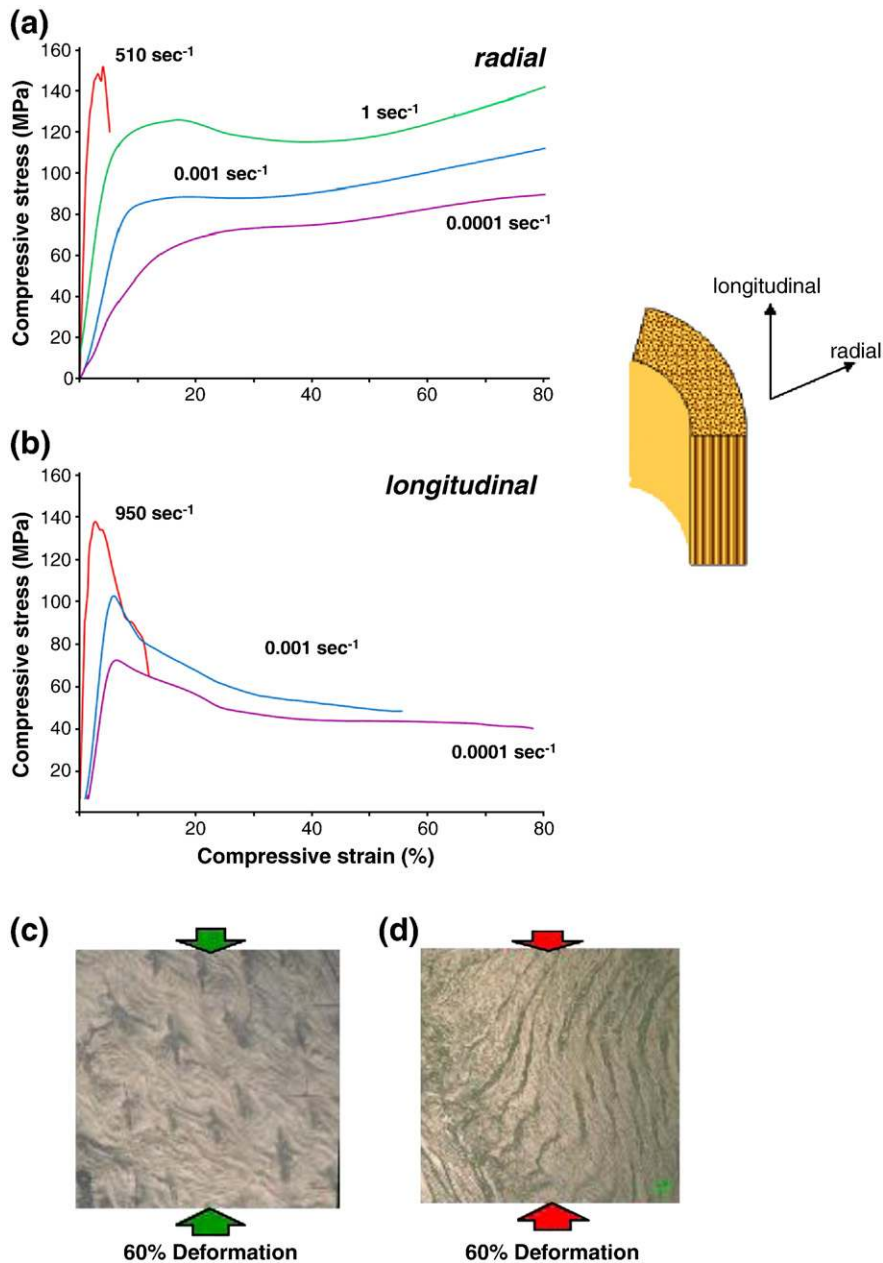 (a)
160
140
120
100
80
60
40
20
0
Compressive stress (MPa)
510 sec⁻¹
radial
1 sec⁻¹
0.001 sec⁻¹
0.0001 sec⁻¹
20
40
60
80
longitudinal
radial
(b)
160
140
120
100
80
60
40
20
Compressive stress (MPa)
950 sec⁻¹
longitudinal
0.001 sec⁻¹
0.0001 sec⁻¹
20
40
60
80
Compressive strain (%)
(c)
(d)
60% Deformation
60% Deformation